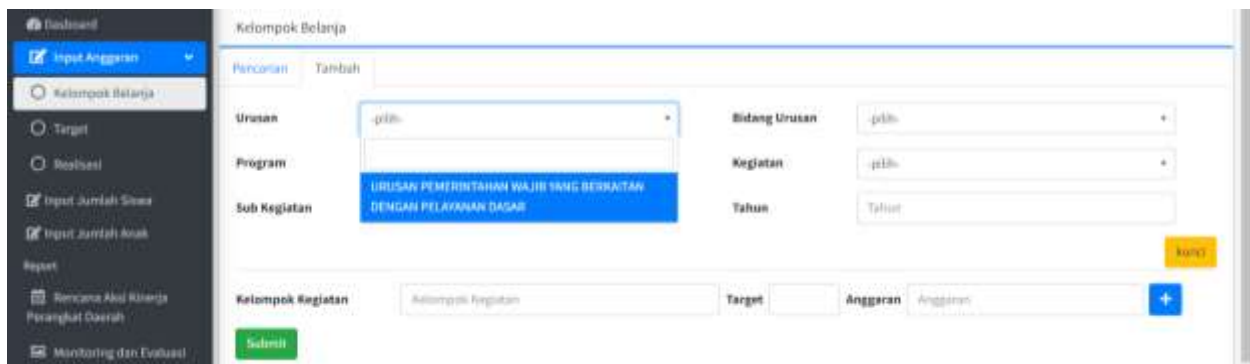 Dashboard
Input Anggaran
Kelompok Belanja
Target
Realisasi
Input Jumlah Siswa
Input Jumlah Anak
Report
Rencana Aksi Kinerja
Perangkat Daerah
Monitoring dan Evaluasi
Kelompok Belanja
Pencarian Tambah
Urusan -pilih- Bidang Urusan -pilih-
Program Kegiatan -pilih-
URUSAN PEMERINTAHAN WAJIB YANG BERKAITAN
DENGAN PELAYANAN DASAR
Sub Kegiatan Tahun Tahun
kunci
Kelompok Kegiatan Kelompok Kegiatan Target Anggaran Anggaran +
Submit